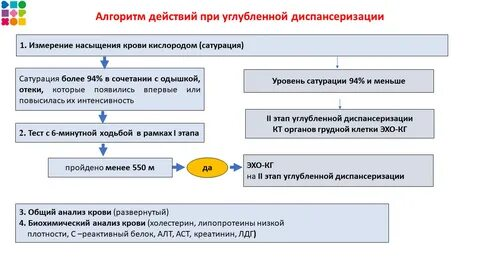 Алгоритм действий при углубленной диспансеризации
1. Измерение насыщения крови кислородом (сатурация)
Сатурация более 94% в сочетании с одышкой,
отеки, которые появились впервые или
повысилась их интенсивность
Уровень сатурации 94% и меньше
2. Тест с 6-минутной ходьбой в рамках I этапа
II этап углубленной диспансеризации
КТ органов грудной клетки ЭХО-КГ
пройдено менее 550 м
да
ЭХО-КГ
на II этап углубленной диспансеризации
3. Общий анализ крови (развернутый)
4. Биохимический анализ крови (холестерин, липопротеины низкой
плотности, С –реактивный белок, АЛТ, АСТ, креатинин, ЛДГ)